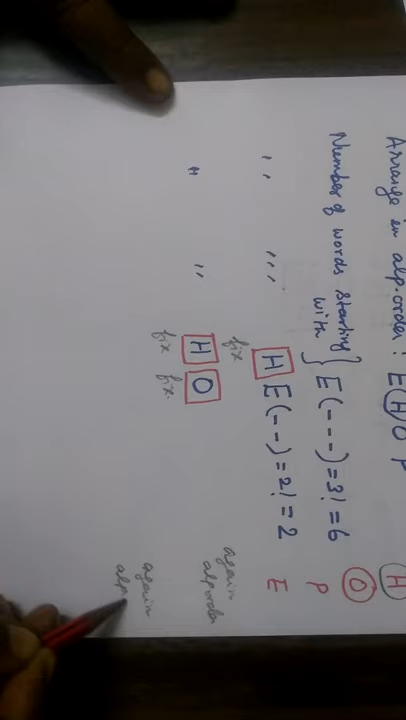 Arrange in alp.order : E (H) O P
Number of words starting with } E ( - - - ) = 3! = 6
" " H E ( - - ) = 2! = 2
fix
" " H O
fix fix.
H
O
P
E
again
alp.order
again
alp.